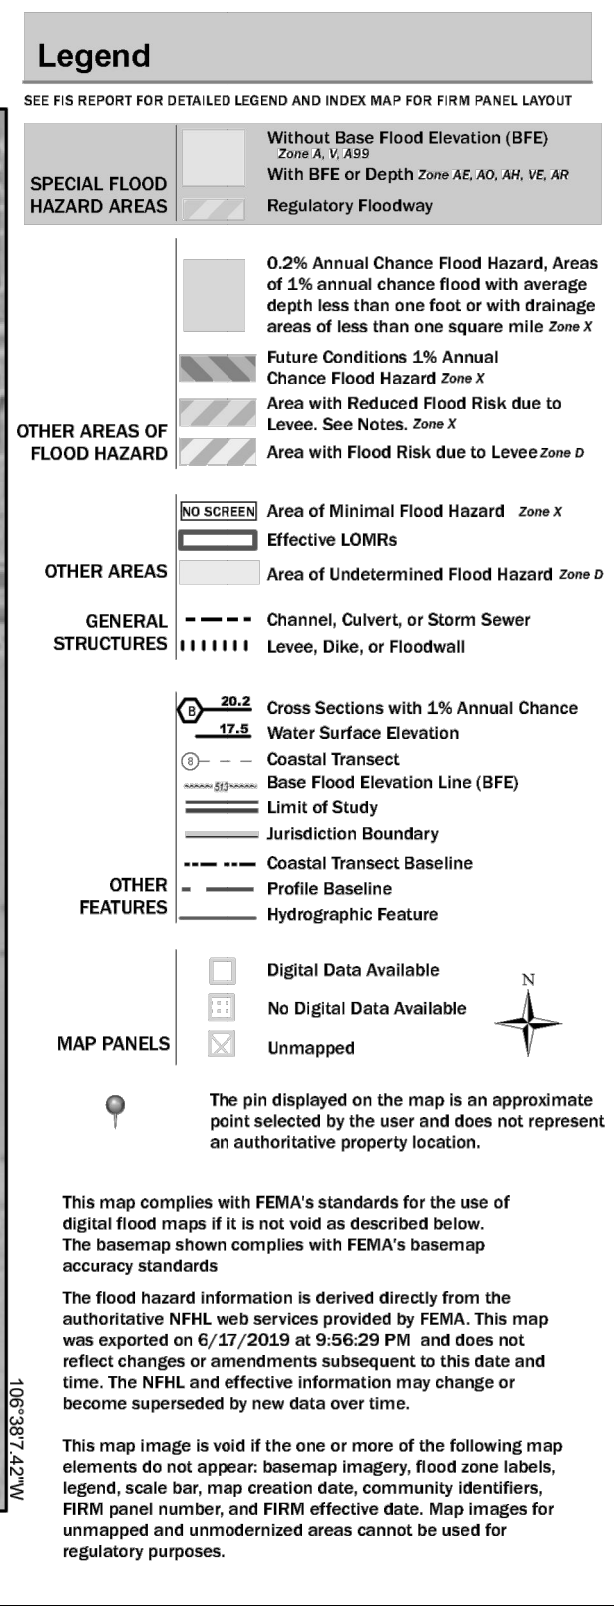 Legend
SEE FIS REPORT FOR DETAILED LEGEND AND INDEX MAP FOR FIRM PANEL LAYOUT
SPECIAL FLOOD
HAZARD AREAS
Without Base Flood Elevation (BFE)
Zone A, V, A99
With BFE or Depth Zone AE, AO, AH, VE, AR
Regulatory Floodway
OTHER AREAS OF
FLOOD HAZARD
0.2% Annual Chance Flood Hazard, Areas
of 1% annual chance flood with average
depth less than one foot or with drainage
areas of less than one square mile Zone X
Future Conditions 1% Annual
Chance Flood Hazard Zone X
Area with Reduced Flood Risk due to
Levee. See Notes. Zone X
Area with Flood Risk due to Levee Zone D
OTHER AREAS
NO SCREEN Area of Minimal Flood Hazard Zone X
Effective LOMRs
Area of Undetermined Flood Hazard Zone D
GENERAL
STRUCTURES
Channel, Culvert, or Storm Sewer
Levee, Dike, or Floodwall
OTHER
FEATURES
B 20.2 Cross Sections with 1% Annual Chance
17.5 Water Surface Elevation
8 Coastal Transect
513 Base Flood Elevation Line (BFE)
Limit of Study
Jurisdiction Boundary
Coastal Transect Baseline
Profile Baseline
Hydrographic Feature
MAP PANELS
Digital Data Available
No Digital Data Available
Unmapped
N
The pin displayed on the map is an approximate
point selected by the user and does not represent
an authoritative property location.
This map complies with FEMA's standards for the use of
digital flood maps if it is not void as described below.
The basemap shown complies with FEMA's basemap
accuracy standards
The flood hazard information is derived directly from the
authoritative NFHL web services provided by FEMA. This map
was exported on 6/17/2019 at 9:56:29 PM and does not
reflect changes or amendments subsequent to this date and
time. The NFHL and effective information may change or
become superseded by new data over time.
This map image is void if the one or more of the following map
elements do not appear: basemap imagery, flood zone labels,
legend, scale bar, map creation date, community identifiers,
FIRM panel number, and FIRM effective date. Map images for
unmapped and unmodernized areas cannot be used for
regulatory purposes.
106°38'7.42"W